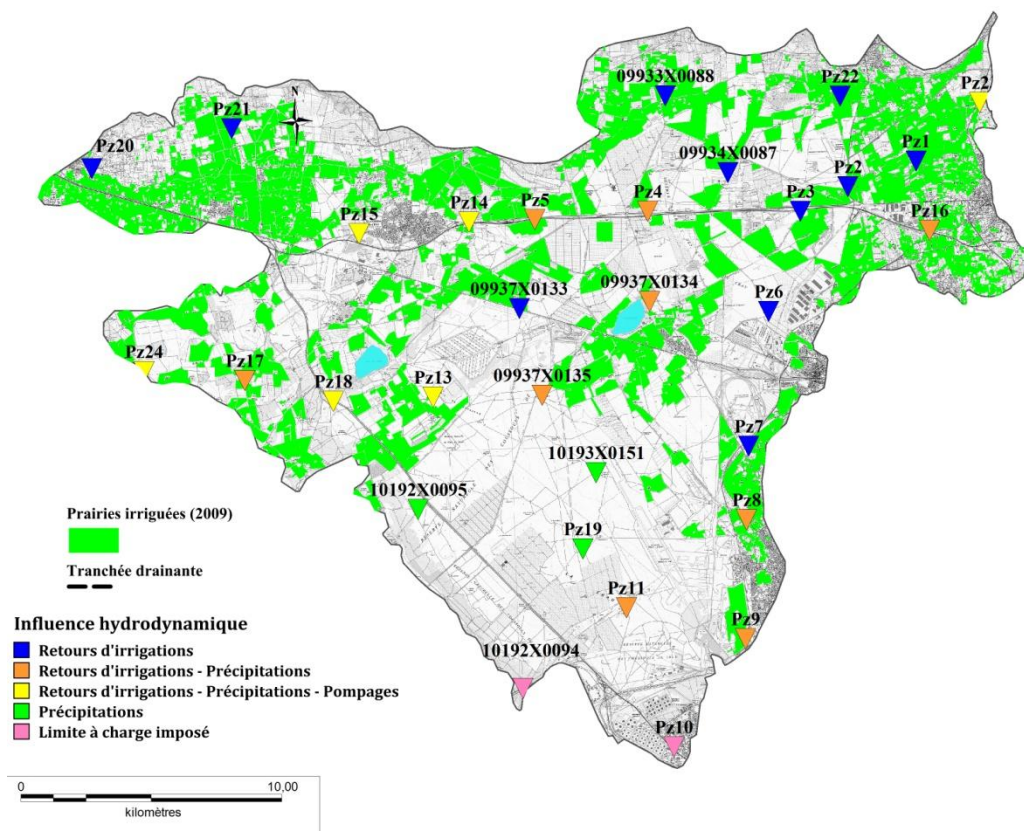 09933X0088
Pz22
Pz2
Pz21
N
Pz20
09934X0087
Pz2
Pz1
Pz15
Pz14
Pz5
Pz4
Pz3
Pz16
09937X0133
09937X0134
Pz6
Pz24
Pz17
Pz18
Pz13
09937X0135
Pz7
10193X0151
10192X0095
Pz8
Pz19
Pz11
Pz9
10192X0094
Pz10
Prairies irriguées (2009)
Tranchée drainante
Influence hydrodynamique
Retours d'irrigations
Retours d'irrigations - Précipitations
Retours d'irrigations - Précipitations - Pompages
Précipitations
Limite à charge imposé
0 10,00
kilomètres